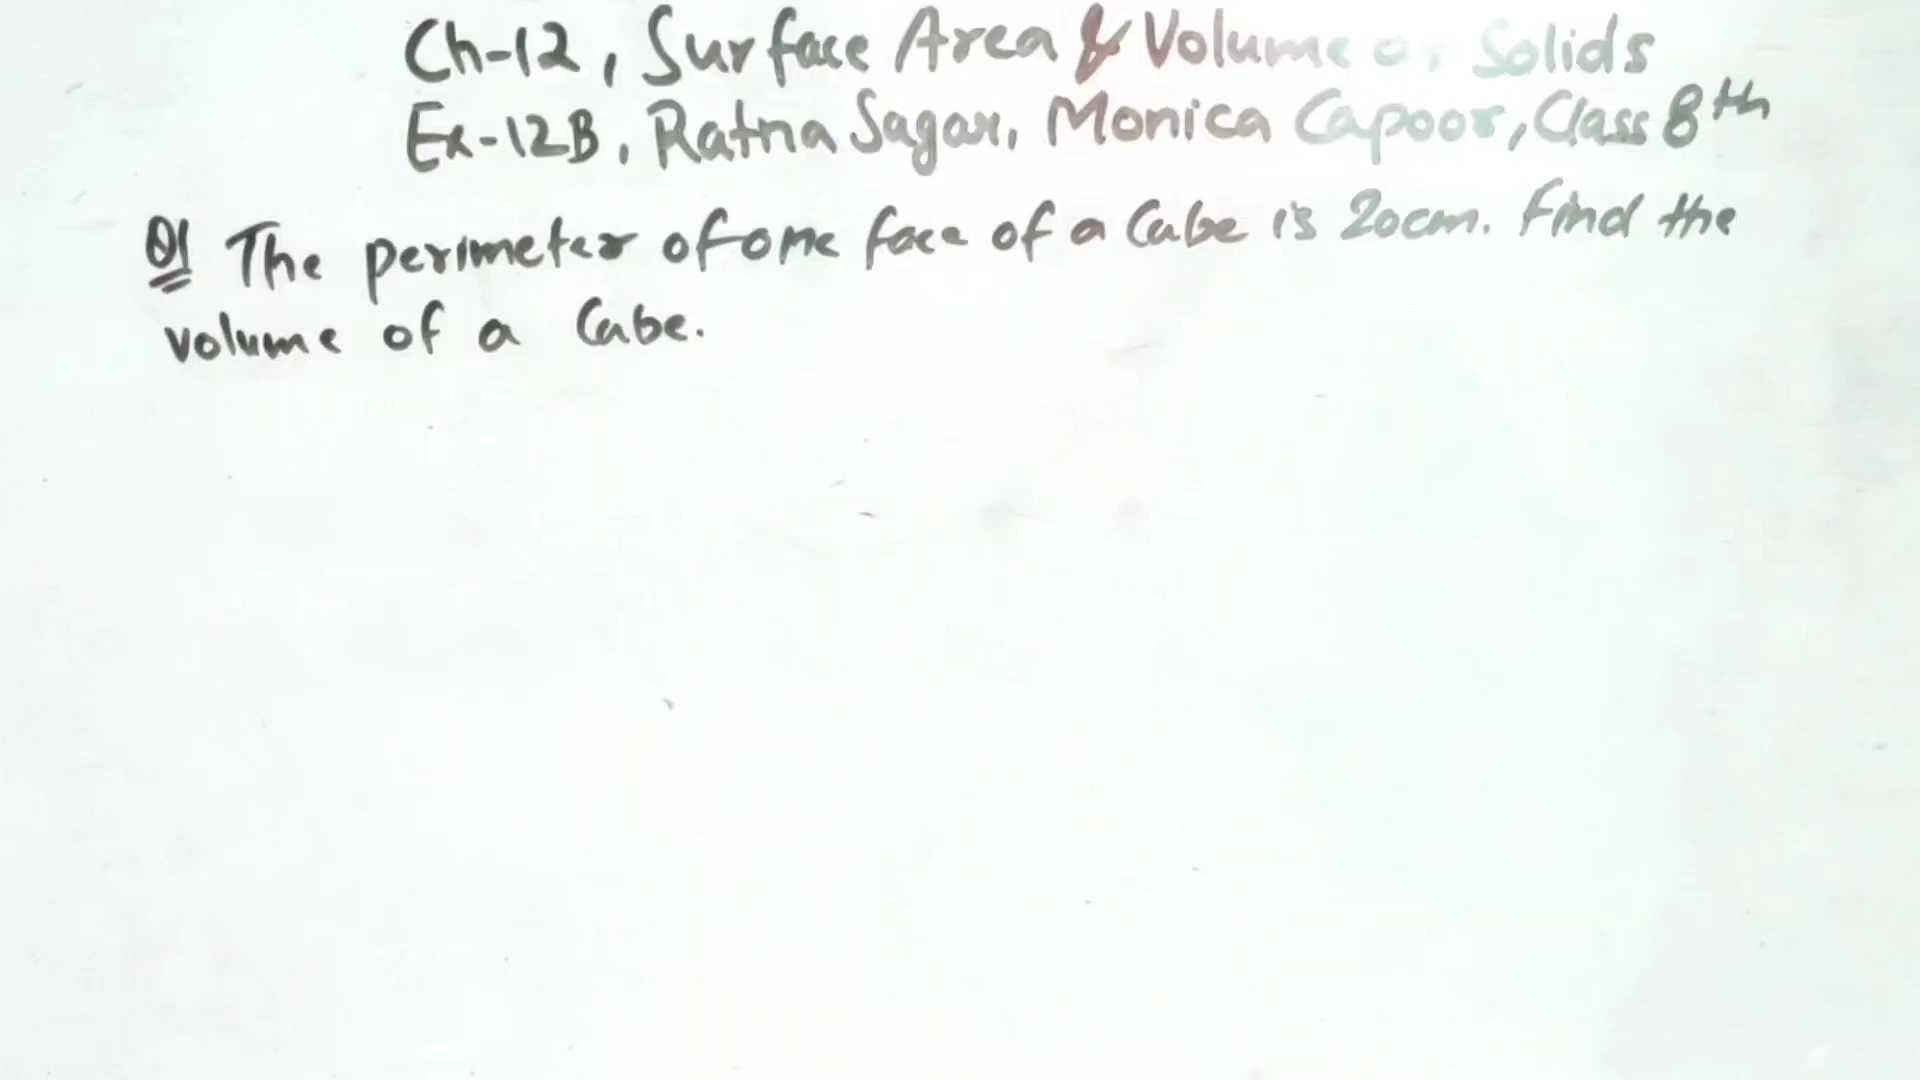 Ch-12, Surface Area & Volume of Solids
Ex-12B, Ratna Sagar, Monica Capoor, Class 8th
Q1 The perimeter of one face of a Cube is 20cm. Find the
volume of a Cube.